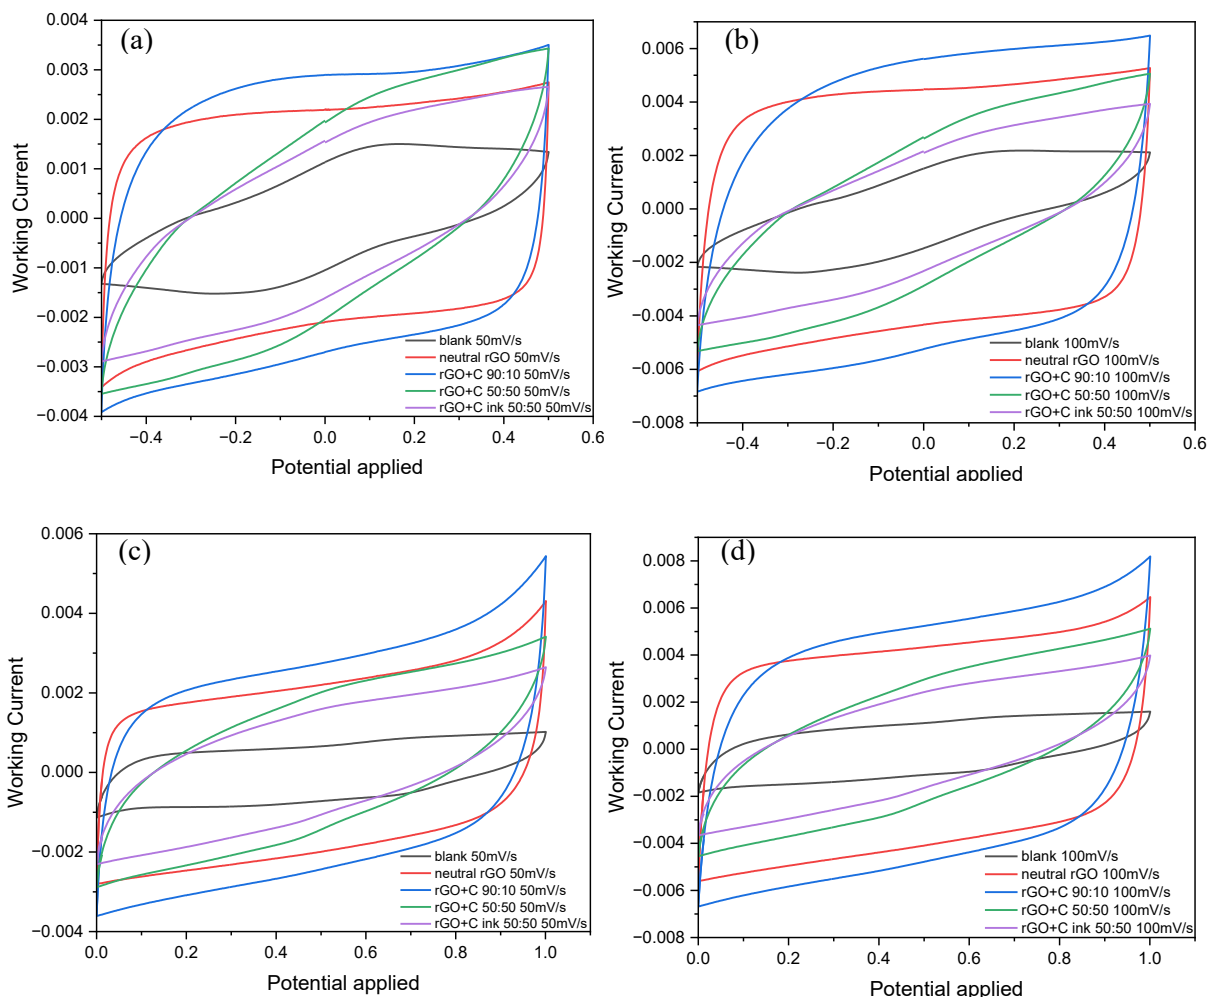 (a)
0.004
0.003
0.002
0.001
0.000
−0.001
−0.002
−0.003
−0.004
Working Current
blank 50mV/s
neutral rGO 50mV/s
rGO+C 90:10 50mV/s
rGO+C 50:50 50mV/s
rGO+C ink 50:50 50mV/s
−0.4 −0.2 0.0 0.2 0.4 0.6
Potential applied
(b)
0.006
0.004
0.002
0.000
−0.002
−0.004
−0.006
−0.008
Working Current
blank 100mV/s
neutral rGO 100mV/s
rGO+C 90:10 100mV/s
rGO+C 50:50 100mV/s
rGO+C ink 50:50 100mV/s
−0.4 −0.2 0.0 0.2 0.4 0.6
Potential applied
(c)
0.006
0.004
0.002
0.000
−0.002
−0.004
Working Current
blank 50mV/s
neutral rGO 50mV/s
rGO+C 90:10 50mV/s
rGO+C 50:50 50mV/s
rGO+C ink 50:50 50mV/s
0.0 0.2 0.4 0.6 0.8 1.0
Potential applied
(d)
0.008
0.006
0.004
0.002
0.000
−0.002
−0.004
−0.006
−0.008
Working Current
blank 100mV/s
neutral rGO 100mV/s
rGO+C 90:10 100mV/s
rGO+C 50:50 100mV/s
rGO+C ink 50:50 100mV/s
0.0 0.2 0.4 0.6 0.8 1.0
Potential applied